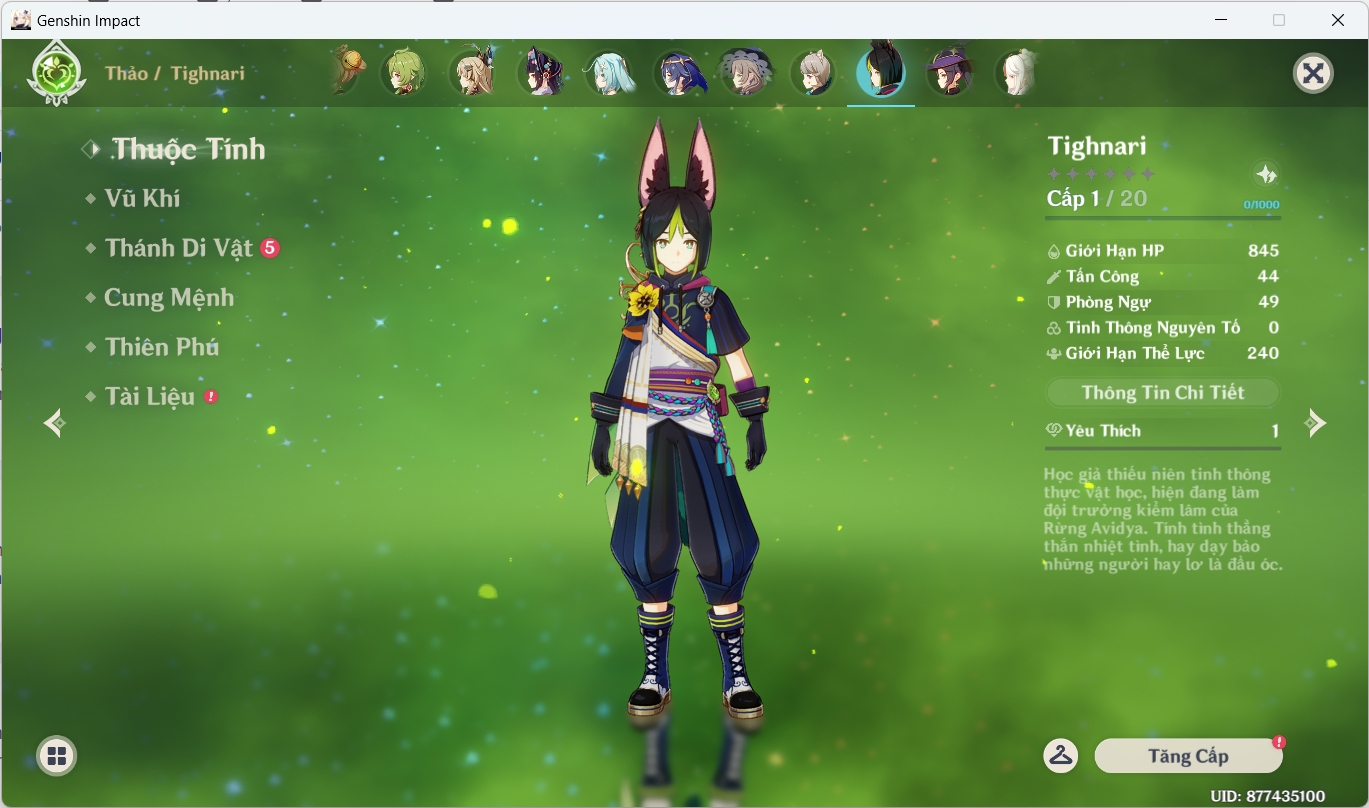 Genshin Impact
Thảo / Tighnari
Thuộc Tính
Vũ Khí
Thánh Di Vật 5
Cung Mệnh
Thiên Phú
Tài Liệu !
Tighnari
Cấp 1 / 20
0/1000
Giới Hạn HP 845
Tấn Công 44
Phòng Ngự 49
Tinh Thông Nguyên Tố 0
Giới Hạn Thể Lực 240
Thông Tin Chi Tiết
Yêu Thích 1
Học giả thiếu niên tinh thông
thực vật học, hiện đang làm
đội trưởng kiểm lâm của
Rừng Avidya. Tính tình thẳng
thắn nhiệt tình, hay dạy bảo
những người hay lơ là đầu óc.
Tăng Cấp !
UID: 877435100